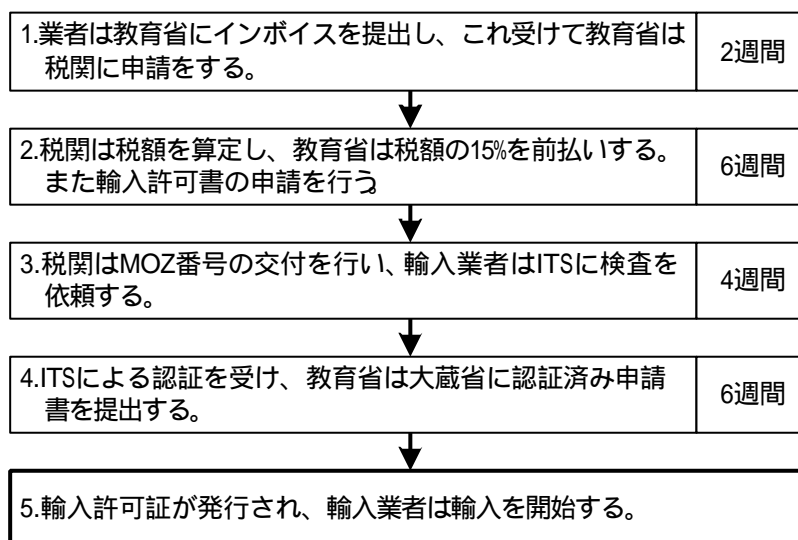 1.業者は教育省にインボイスを提出し、これ受けて教育省は
税関に申請をする。
2週間
2.税関は税額を算定し、教育省は税額の15%を前払いする。
また輸入許可書の申請を行う。
6週間
3.税関はMOZ番号の交付を行い、輸入業者はITSに検査を
依頼する。
4週間
4.ITSによる認証を受け、教育省は大蔵省に認証済み申請
書を提出する。
6週間
5.輸入許可証が発行され、輸入業者は輸入を開始する。